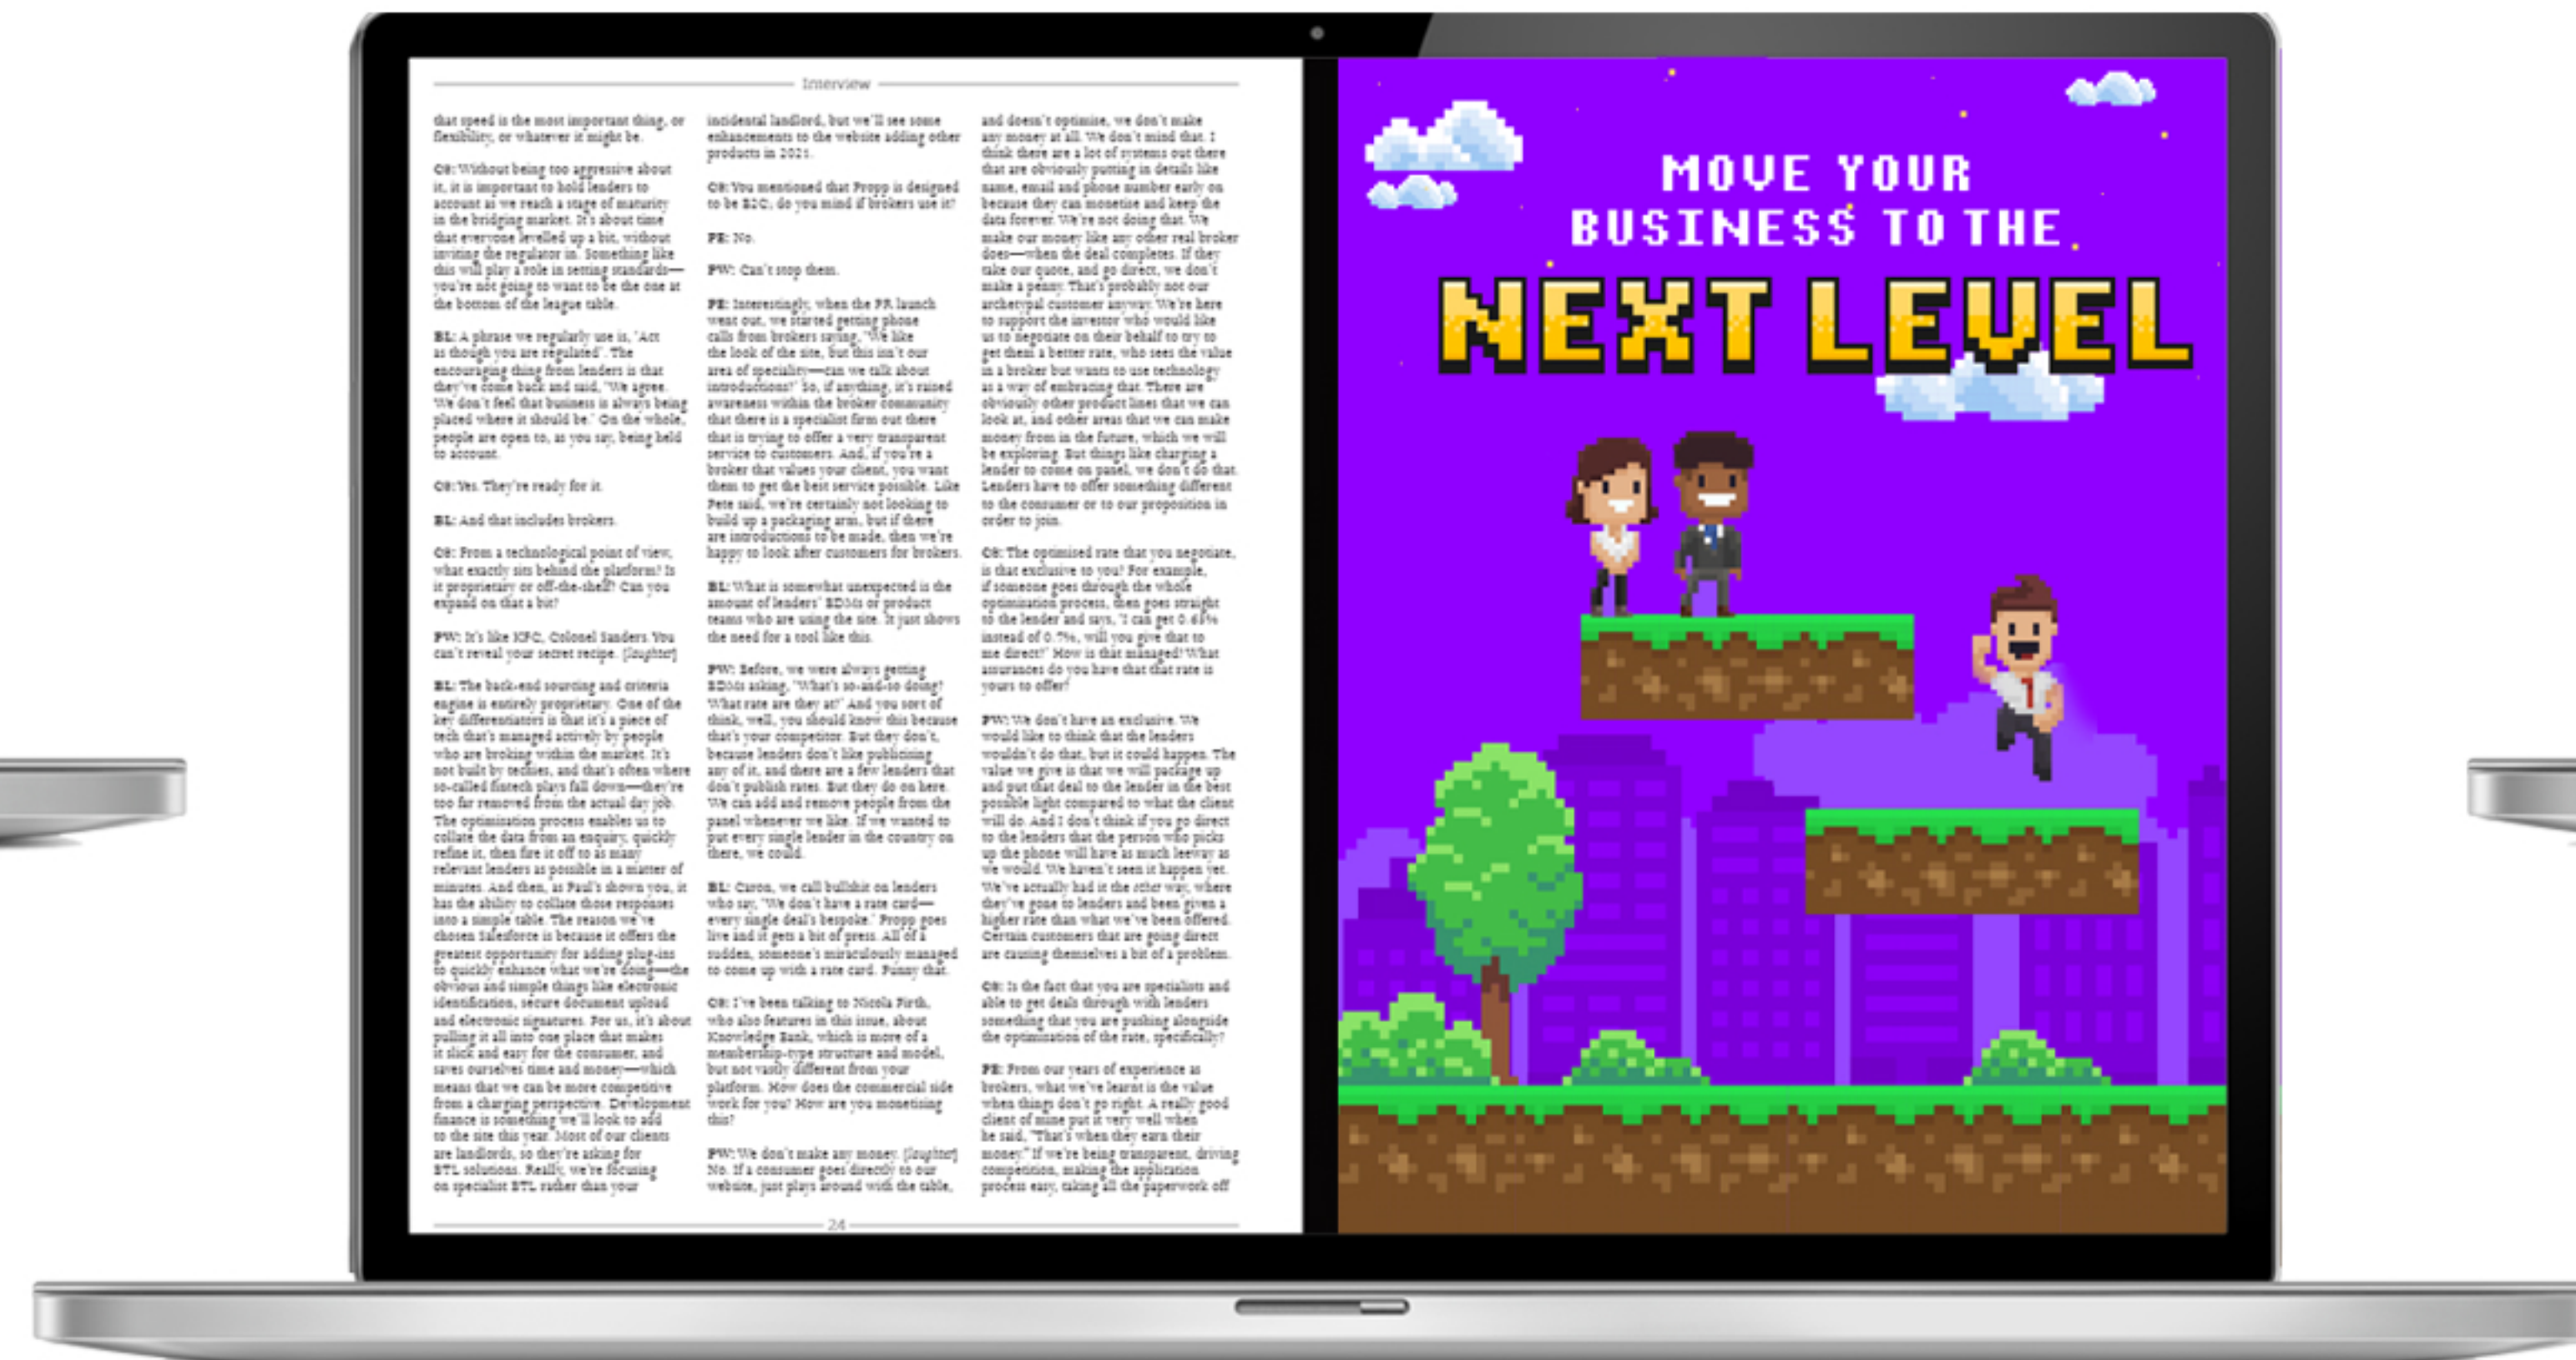 Interview
that speed is the most important thing, or
flexibility, or whatever it might be.
CS: Without being too aggressive about
it, it is important to hold lenders to
account as we reach a stage of maturity
in the bridging market. It's about time
that everyone levelled up a bit, without
inviting the regulator in. Something like
this will play a role in setting standards—
you're not going to want to be the one at
the bottom of the league table.
BL: A phrase we regularly use is, "Act
as though you are regulated". The
encouraging thing from lenders is that
they've come back and said, "We agree.
We don't feel that business is always being
placed where it should be." On the whole,
people are open to, as you say, being held
to account.
CS: Yes. They're ready for it.
BL: And that includes brokers.
CS: From a technological point of view,
what exactly sits behind the platform? Is
it proprietary or off-the-shelf? Can you
expand on that a bit?
PW: It's like KFC, Colonel Sanders. You
can't reveal your secret recipe. [laughter]
BL: The back-end sourcing and criteria
engine is entirely proprietary. One of the
key differentiators is that it's a piece of
tech that's managed actively by people
who are broking within the market. It's
not built by techies, and that's often where
so-called fintech plays fall down—they're
too far removed from the actual day job.
The optimisation process enables us to
collate the data from an enquiry, quickly
refine it, then fire it off to as many
relevant lenders as possible in a matter of
minutes. And then, as Paul's shown you, it
has the ability to collate those responses
into a simple table. The reason we've
chosen Salesforce is because it offers the
greatest opportunity for adding plug-ins
to quickly enhance what we're doing—the
obvious and simple things like electronic
identification, secure document upload
and electronic signatures. For us, it's about
pulling it all into one place that makes
it slick and easy for the consumer, and
saves ourselves time and money—which
means that we can be more competitive
from a charging perspective. Development
finance is something we'll look to add
to the site this year. Most of our clients
are landlords, so they're asking for
BTL solutions. Really, we're focusing
on specialist BTL rather than your
incidental landlord, but we'll see some
enhancements to the website adding other
products in 2021.
CS: You mentioned that Propp is designed
to be B2C; do you mind if brokers use it?
PE: No.
PW: Can't stop them.
PE: Interestingly, when the PR launch
went out, we started getting phone
calls from brokers saying, "We like
the look of the site, but this isn't our
area of speciality—can we talk about
introductions?" So, if anything, it's raised
awareness within the broker community
that there is a specialist firm out there
that is trying to offer a very transparent
service to customers. And, if you're a
broker that values your client, you want
them to get the best service possible. Like
Pete said, we're certainly not looking to
build up a packaging arm, but if there
are introductions to be made, then we're
happy to look after customers for brokers.
BL: What is somewhat unexpected is the
amount of lenders' BDMs or product
teams who are using the site. It just shows
the need for a tool like this.
PW: Before, we were always getting
BDMs asking, "What's so-and-so doing?
What rate are they at?" And you sort of
think, well, you should know this because
that's your competitor. But they don't,
because lenders don't like publicising
any of it, and there are a few lenders that
don't publish rates. But they do on here.
We can add and remove people from the
panel whenever we like. If we wanted to
put every single lender in the country on
there, we could.
BL: Caron, we call bullshit on lenders
who say, "We don't have a rate card—
every single deal's bespoke." Propp goes
live and it gets a bit of press. All of a
sudden, someone's miraculously managed
to come up with a rate card. Funny that.
CS: I've been talking to Nicola Firth,
who also features in this issue, about
Knowledge Bank, which is more of a
membership-type structure and model,
but not vastly different from your
platform. How does the commercial side
work for you? How are you monetising
this?
PW: We don't make any money. [laughter]
No. If a consumer goes directly to our
website, just plays around with the table,
and doesn't optimise, we don't make
any money at all. We don't mind that. I
think there are a lot of systems out there
that are obviously putting in details like
name, email and phone number early on
because they can monetise and keep the
data forever. We're not doing that. We
make our money like any other real broker
does—when the deal completes. If they
take our quote, and go direct, we don't
make a penny. That's probably not our
archetypal customer anyway. We're here
to support the investor who would like
us to negotiate on their behalf to try to
get them a better rate, who sees the value
in a broker but wants to use technology
as a way of embracing that. There are
obviously other product lines that we can
look at, and other areas that we can make
money from in the future, which we will
be exploring. But things like charging a
lender to come on panel, we don't do that.
Lenders have to offer something different
to the consumer or to our proposition in
order to join.
CS: The optimised rate that you negotiate,
is that exclusive to you? For example,
if someone goes through the whole
optimisation process, then goes straight
to the lender and says, "I can get 0.65%
instead of 0.7%, will you give that to
me direct?" How is that managed? What
assurances do you have that that rate is
yours to offer?
PW: We don't have an exclusive. We
would like to think that the lenders
wouldn't do that, but it could happen. The
value we give is that we will package up
and put that deal to the lender in the best
possible light compared to what the client
will do. And I don't think if you go direct
to the lenders that the person who picks
up the phone will have as much leeway as
we would. We haven't seen it happen yet.
We've actually had it the other way, where
they've gone to lenders and been given a
higher rate than what we've been offered.
Certain customers that are going direct
are causing themselves a bit of a problem.
CS: Is the fact that you are specialists and
able to get deals through with lenders
something that you are pushing alongside
the optimisation of the rate, specifically?
PE: From our years of experience as
brokers, what we've learnt is the value
when things don't go right. A really good
client of mine put it very well when
he said, "That's when they earn their
money." If we're being transparent, driving
competition, making the application
process easy, taking all the paperwork off
24
MOVE YOUR
BUSINESS TO THE
NEXT LEVEL